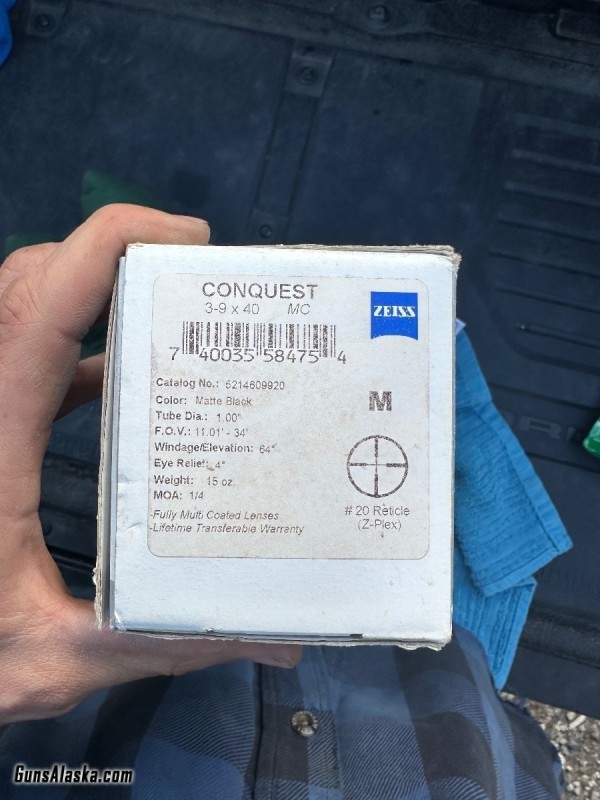 CONQUEST
3-9 x 40 MC
ZEISS
7 40035 58475 4
Catalog No.: 5214609920
Color: Matte Black
Tube Dia.: 1.00"
F.O.V.: 11.01' - 34'
Windage/Elevation: 64"
Eye Relief: 4"
Weight: 15 oz.
MOA: 1/4
-Fully Multi Coated Lenses
-Lifetime Transferable Warranty
M
# 20 Reticle
(Z-Plex)
GunsAlaska.com